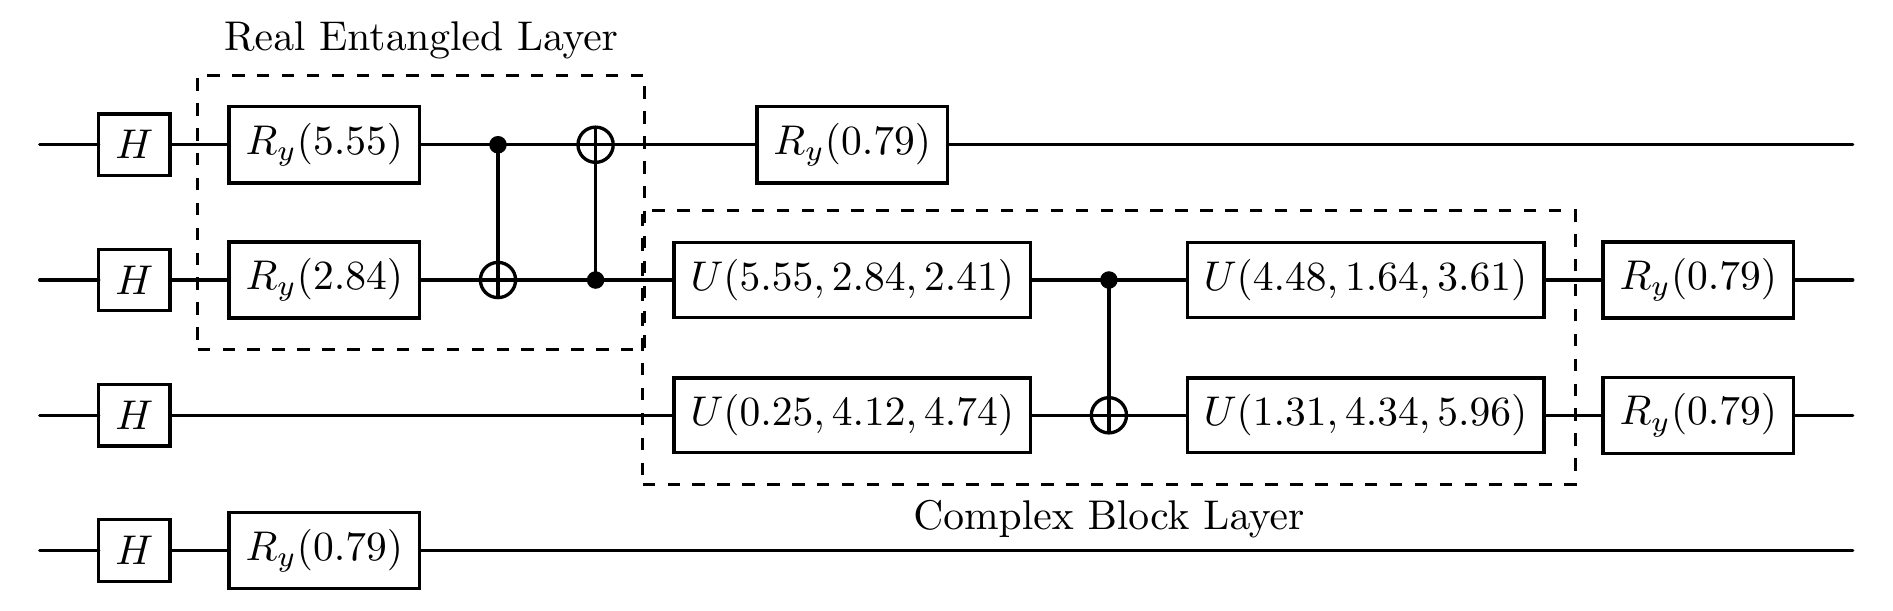 Real Entangled Layer
H R_y(5.55) R_y(0.79)
H R_y(2.84) U(5.55, 2.84, 2.41) U(4.48, 1.64, 3.61) R_y(0.79)
H U(0.25, 4.12, 4.74) U(1.31, 4.34, 5.96) R_y(0.79)
Complex Block Layer
H R_y(0.79)